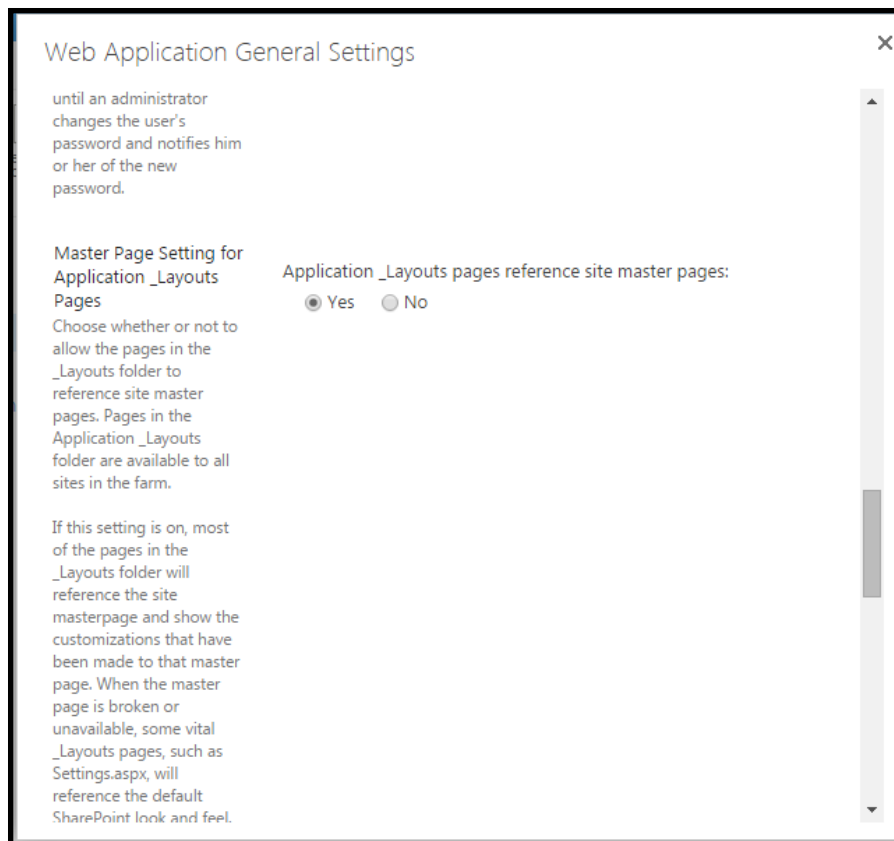 Web Application General Settings
until an administrator
changes the user's
password and notifies him
or her of the new
password.
Master Page Setting for
Application _Layouts
Pages
Application _Layouts pages reference site master pages:
Yes No
Choose whether or not to
allow the pages in the
_Layouts folder to
reference site master
pages. Pages in the
Application _Layouts
folder are available to all
sites in the farm.
If this setting is on, most
of the pages in the
_Layouts folder will
reference the site
masterpage and show the
customizations that have
been made to that master
page. When the master
page is broken or
unavailable, some vital
_Layouts pages, such as
Settings.aspx, will
reference the default
SharePoint look and feel.